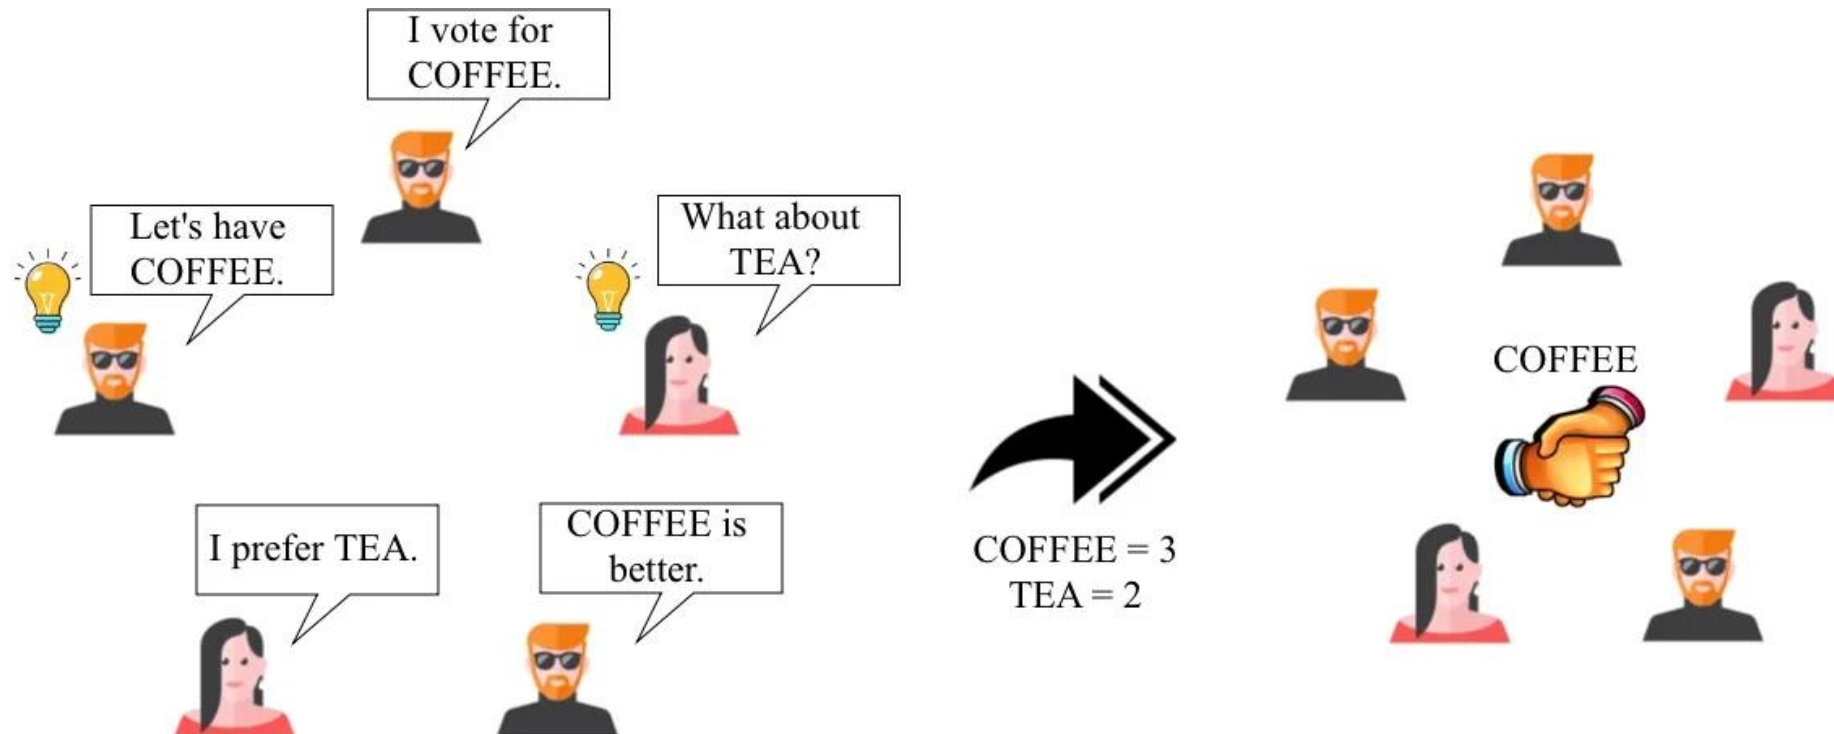 I vote for
COFFEE.
Let's have
COFFEE.
What about
TEA?
I prefer TEA.
COFFEE is
better.
COFFEE = 3
TEA = 2
COFFEE